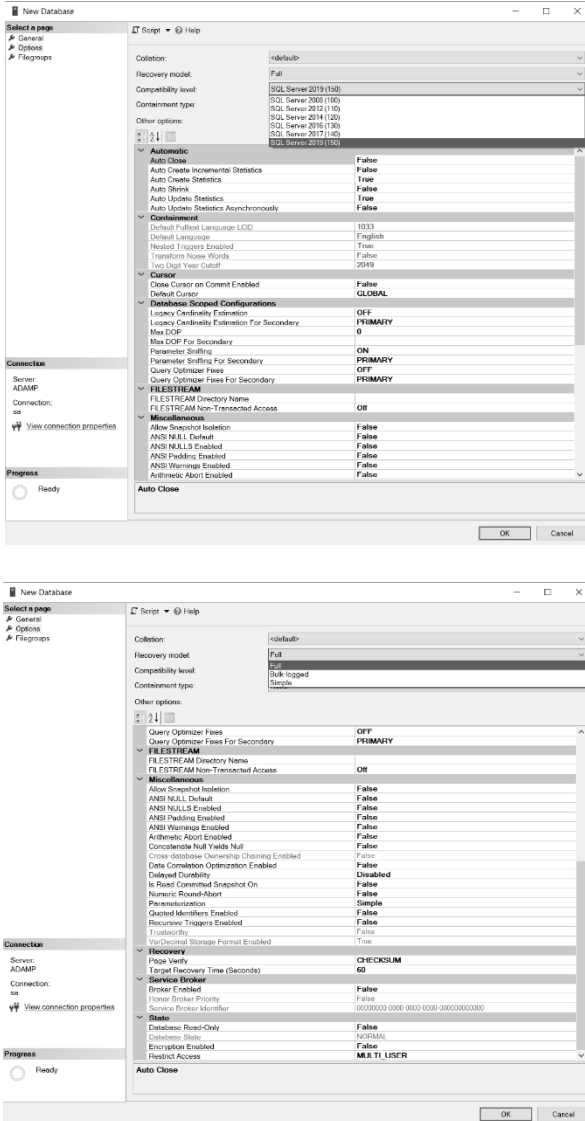 New Database
Select a page
General
Options
Filegroups
Script Help
Collation: <default>
Recovery model: Full
Compatibility level: SQL Server 2019 (150)
SQL Server 2008 (100)
SQL Server 2012 (110)
SQL Server 2014 (120)
SQL Server 2016 (130)
SQL Server 2017 (140)
SQL Server 2019 (150)
Containment type:
Other options:
Automatic
Auto Close False
Auto Create Incremental Statistics False
Auto Create Statistics True
Auto Shrink False
Auto Update Statistics True
Auto Update Statistics Asynchronously False
Containment
Default Fulltext Language LCID 1033
Default Language English
Nested Triggers Enabled True
Transform Noise Words False
Two Digit Year Cutoff 2049
Cursor
Close Cursor on Commit Enabled False
Default Cursor GLOBAL
Database Scoped Configurations
Legacy Cardinality Estimation OFF
Legacy Cardinality Estimation For Secondary PRIMARY
Max DOP 0
Max DOP For Secondary
Parameter Sniffing ON
Parameter Sniffing For Secondary PRIMARY
Query Optimizer Fixes OFF
Query Optimizer Fixes For Secondary PRIMARY
FILESTREAM
FILESTREAM Directory Name
FILESTREAM Non-Transacted Access Off
Miscellaneous
Allow Snapshot Isolation False
ANSI NULL Default False
ANSI NULLS Enabled False
ANSI Padding Enabled False
ANSI Warnings Enabled False
Arithmetic Abort Enabled False
Auto Close
Connection
Server:
ADAMP
Connection:
sa
View connection properties
Progress
Ready
OK Cancel
New Database
Select a page
General
Options
Filegroups
Script Help
Collation: <default>
Recovery model: Full
Full
Bulk-logged
Simple
Compatibility level:
Containment type:
Other options:
Query Optimizer Fixes OFF
Query Optimizer Fixes For Secondary PRIMARY
FILESTREAM
FILESTREAM Directory Name
FILESTREAM Non-Transacted Access Off
Miscellaneous
Allow Snapshot Isolation False
ANSI NULL Default False
ANSI NULLS Enabled False
ANSI Padding Enabled False
ANSI Warnings Enabled False
Arithmetic Abort Enabled False
Concatenate Null Yields Null False
Cross-database Ownership Chaining Enabled False
Date Correlation Optimization Enabled False
Delayed Durability Disabled
Is Read Committed Snapshot On False
Numeric Round-Abort False
Parameterization Simple
Quoted Identifiers Enabled False
Recursive Triggers Enabled False
Trustworthy False
VarDecimal Storage Format Enabled True
Recovery
Page Verify CHECKSUM
Target Recovery Time (Seconds) 60
Service Broker
Broker Enabled False
Honor Broker Priority False
Service Broker Identifier 00000000-0000-0000-0000-000000000000
State
Database Read-Only False
Database State NORMAL
Encryption Enabled False
Restrict Access MULTI_USER
Auto Close
Connection
Server:
ADAMP
Connection:
sa
View connection properties
Progress
Ready
OK Cancel